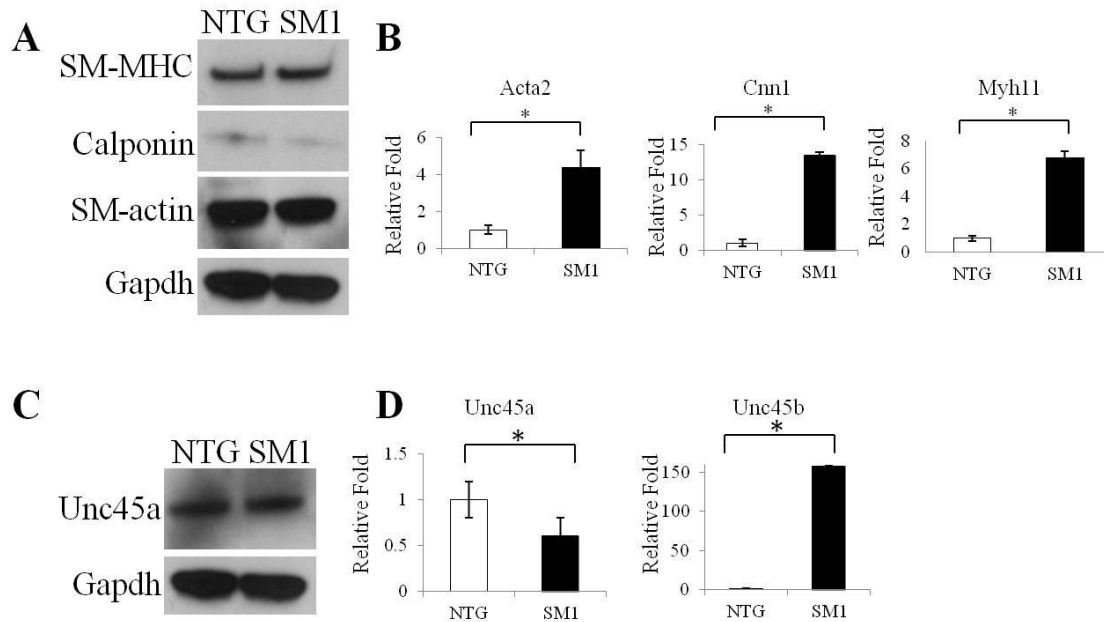 A
NTG SM1
SM-MHC
Calponin
SM-actin
Gapdh
B
Acta2
*
Relative Fold
6
4
2
0
NTG SM1
Cnn1
*
Relative Fold
15
10
5
0
NTG SM1
Myh11
*
Relative Fold
8
6
4
2
0
NTG SM1
C
NTG SM1
Unc45a
Gapdh
D
Unc45a
*
Relative Fold
1.5
1
0.5
0
NTG SM1
Unc45b
*
Relative Fold
150
100
50
0
NTG SM1